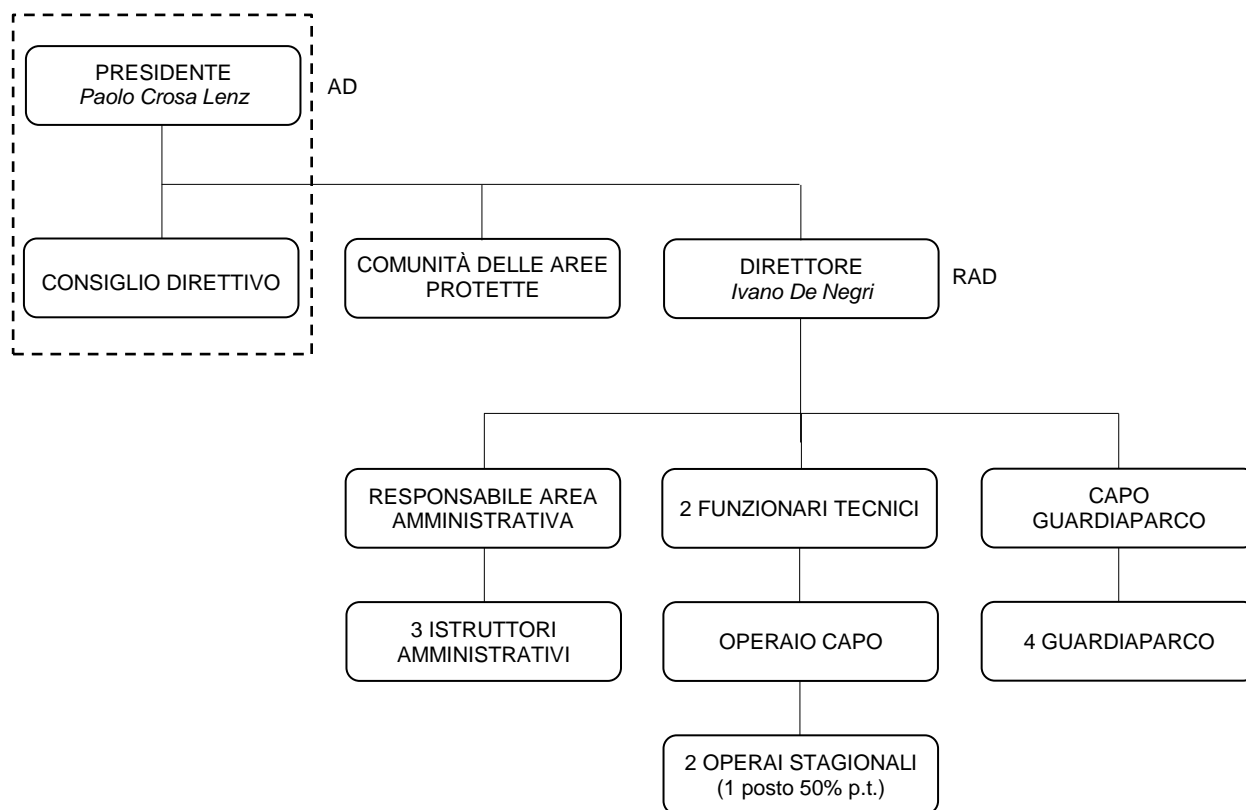 PRESIDENTE
Paolo Crosa Lenz
AD
CONSIGLIO DIRETTIVO
COMUNITÀ DELLE AREE
PROTETTE
DIRETTORE
Ivano De Negri
RAD
RESPONSABILE AREA
AMMINISTRATIVA
2 FUNZIONARI TECNICI
CAPO
GUARDIAPARCO
3 ISTRUTTORI
AMMINISTRATIVI
OPERAIO CAPO
4 GUARDIAPARCO
2 OPERAI STAGIONALI
(1 posto 50% p.t.)